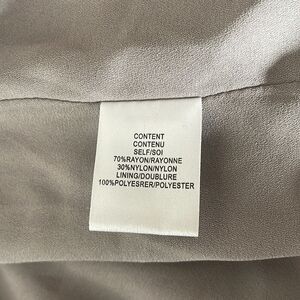 CONTENT
CONTENU
SELF/SOI
70%RAYON/RAYONNE
30%NYLON/NYLON
LINING/DOUBLURE
100%POLYESRER/POLYESTER